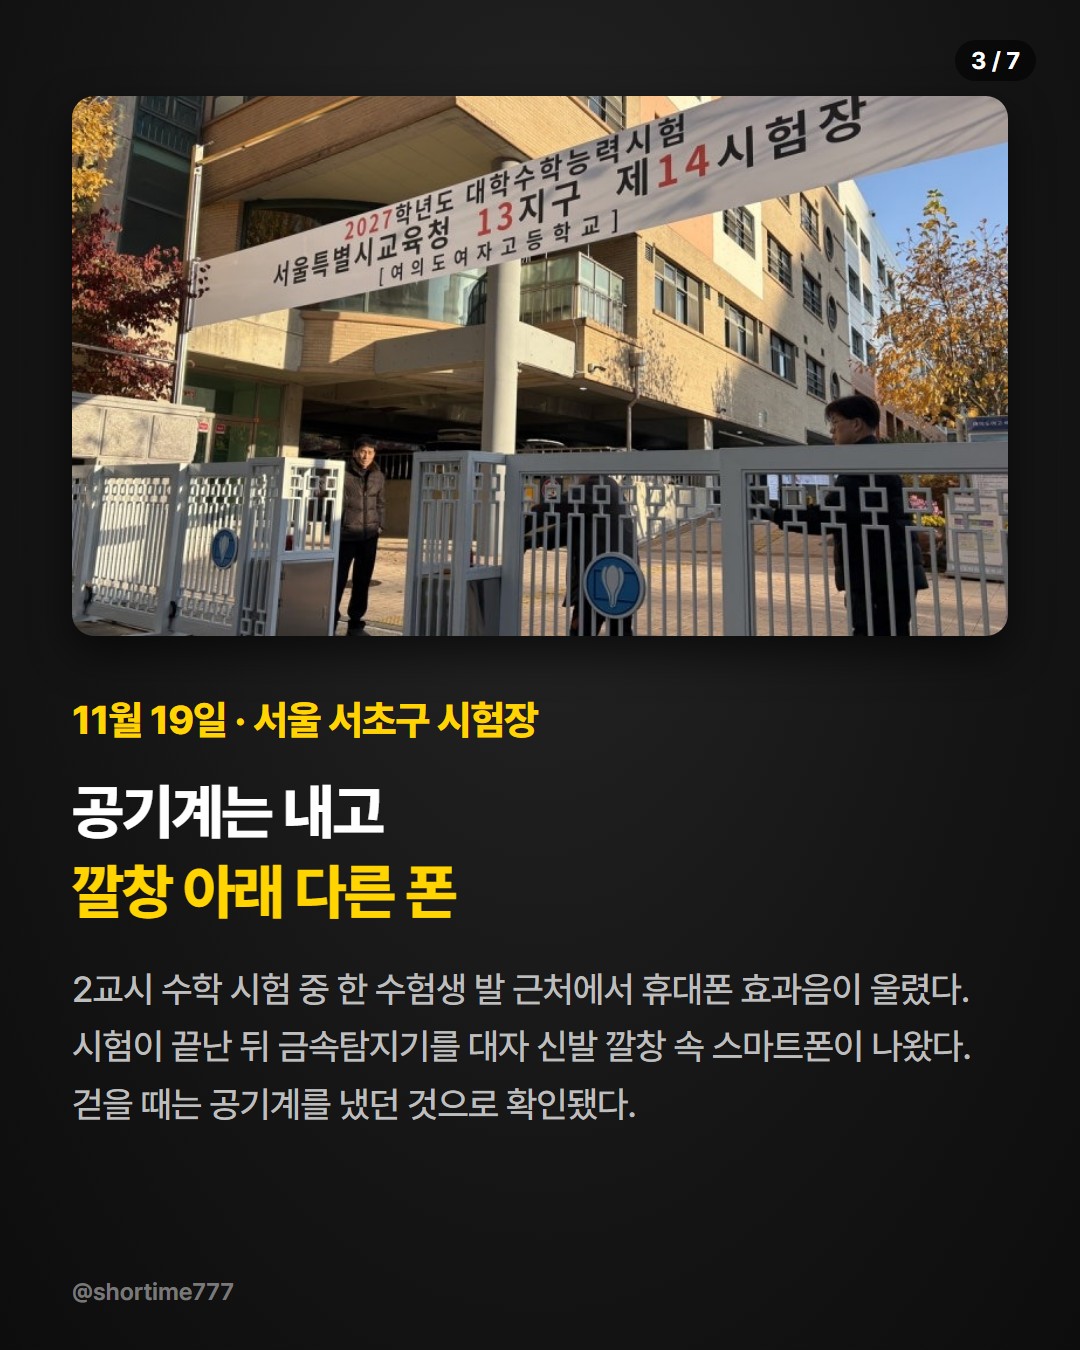 3 / 7
2027학년도 대학수학능력시험
서울특별시교육청 13지구 제14시험장
[여의도여자고등학교]
11월 19일 · 서울 서초구 시험장
공기계는 내고
깔창 아래 다른 폰
2교시 수학 시험 중 한 수험생 발 근처에서 휴대폰 효과음이 울렸다.
시험이 끝난 뒤 금속탐지기를 대자 신발 깔창 속 스마트폰이 나왔다.
걷을 때는 공기계를 냈던 것으로 확인됐다.
@shortime777